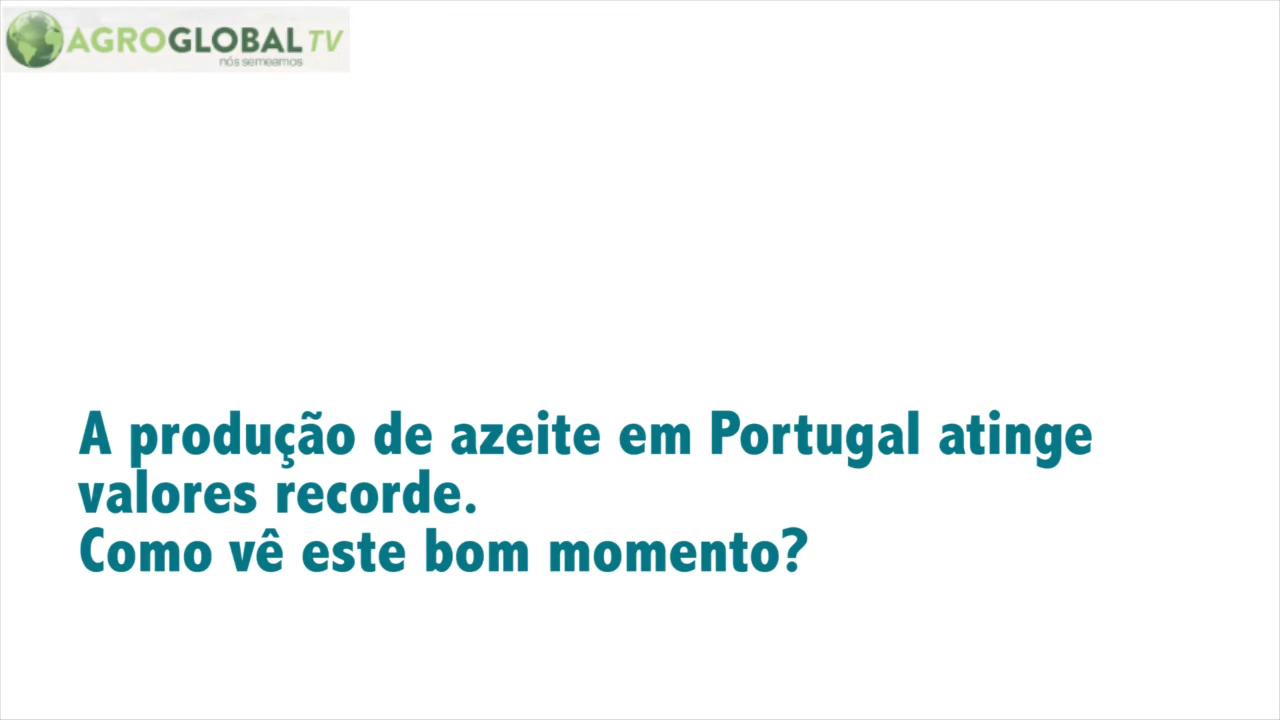 AGROGLOBAL TV
nós semeamos
A produção de azeite em Portugal atinge
valores recorde.
Como vê este bom momento?